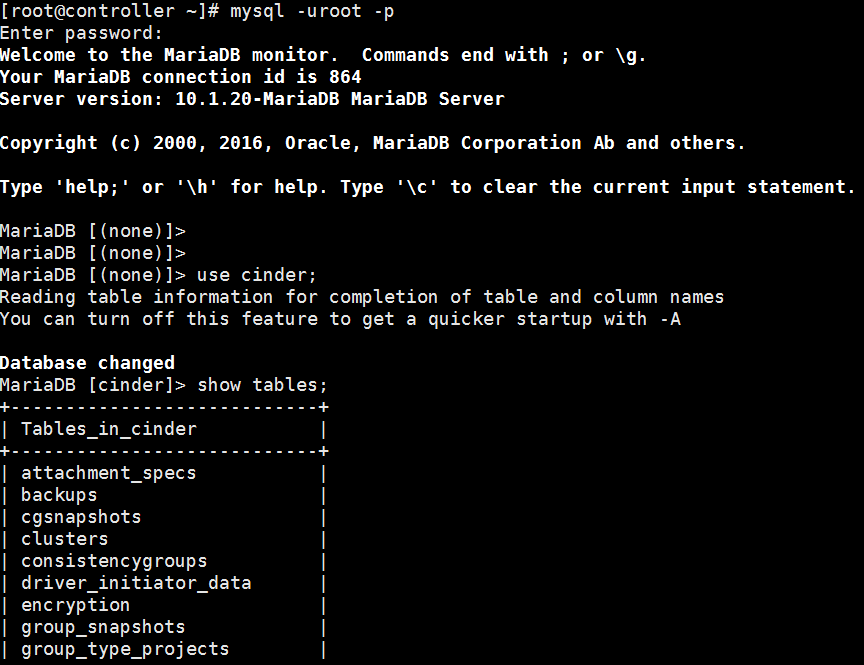 [root@controller ~]# mysql -uroot -p
Enter password:
Welcome to the MariaDB monitor.  Commands end with ; or \g.
Your MariaDB connection id is 864
Server version: 10.1.20-MariaDB MariaDB Server

Copyright (c) 2000, 2016, Oracle, MariaDB Corporation Ab and others.

Type 'help;' or '\h' for help. Type '\c' to clear the current input statement.

MariaDB [(none)]>
MariaDB [(none)]>
MariaDB [(none)]> use cinder;
Reading table information for completion of table and column names
You can turn off this feature to get a quicker startup with -A

Database changed
MariaDB [cinder]> show tables;
+----------------------------+
| Tables_in_cinder           |
+----------------------------+
| attachment_specs           |
| backups                    |
| cgsnapshots                |
| clusters                   |
| consistencygroups          |
| driver_initiator_data      |
| encryption                 |
| group_snapshots            |
| group_type_projects        |